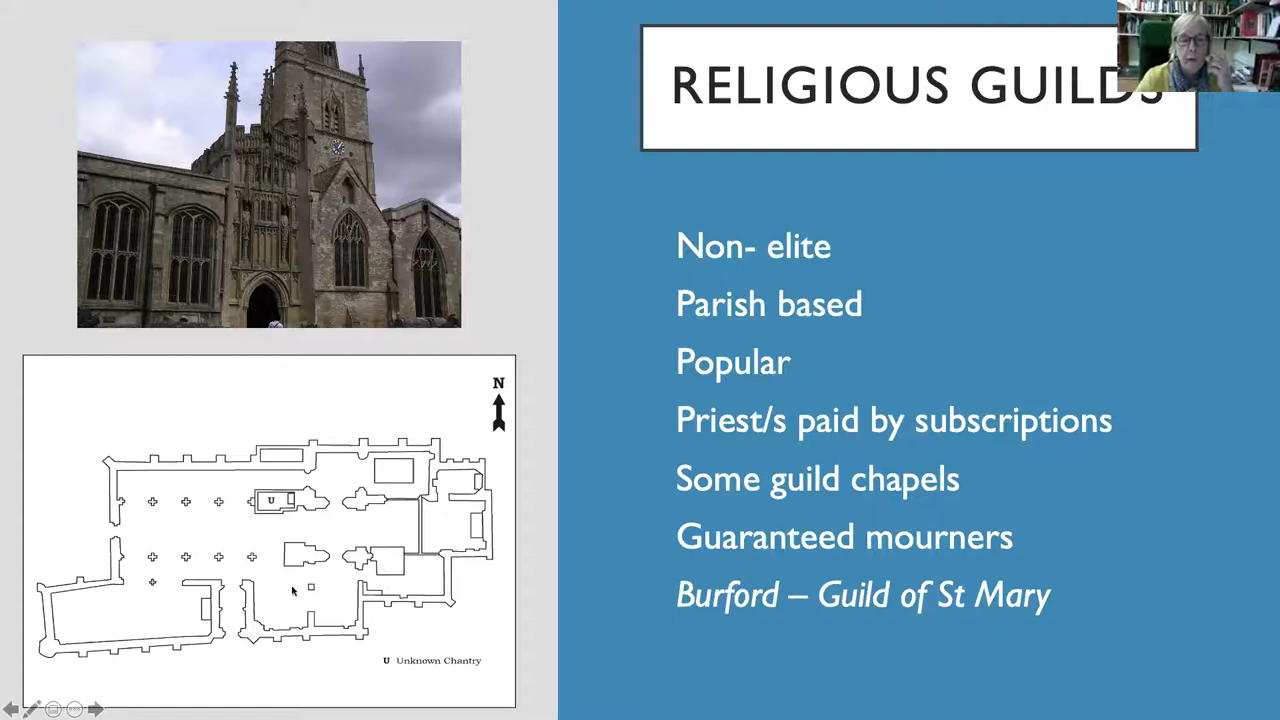 RELIGIOUS GUILDS
Non- elite
Parish based
Popular
Priest/s paid by subscriptions
Some guild chapels
Guaranteed mourners
Burford – Guild of St Mary
N
U
U Unknown Chantry